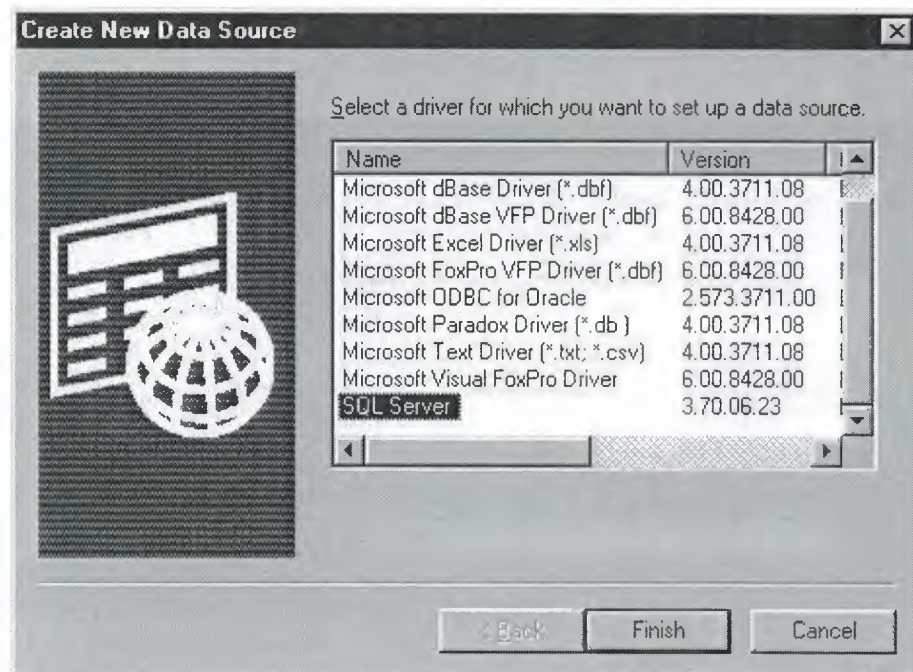 Create New Data Source
Select a driver for which you want to set up a data source.
Name Version
Microsoft dBase Driver (*.dbf) 4.00.3711.08
Microsoft dBase VFP Driver (*.dbf) 6.00.8428.00
Microsoft Excel Driver (*.xls) 4.00.3711.08
Microsoft FoxPro VFP Driver (*.dbf) 6.00.8428.00
Microsoft ODBC for Oracle 2.573.3711.00
Microsoft Paradox Driver (*.db ) 4.00.3711.08
Microsoft Text Driver (*.txt; *.csv) 4.00.3711.08
Microsoft Visual FoxPro Driver 6.00.8428.00
SQL Server 3.70.06.23
< Back Finish Cancel